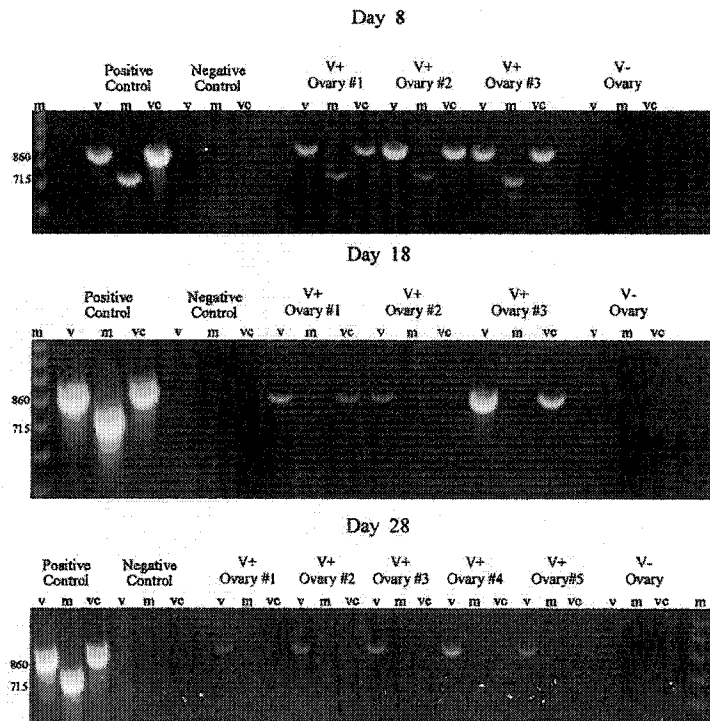 Day 8
Positive Control Negative Control V+ Ovary #1 V+ Ovary #2 V+ Ovary #3 V- Ovary
m v m vc v m vc v m vc v m vc v m vc v m vc
860
715
Day 18
Positive Control Negative Control V+ Ovary #1 V+ Ovary #2 V+ Ovary #3 V- Ovary
m v m vc v m vc v m vc v m vc v m vc v m vc
860
715
Day 28
Positive Control Negative Control V+ Ovary #1 V+ Ovary #2 V+ Ovary #3 V+ Ovary #4 V+ Ovary#5 V- Ovary
v m vc v m vc v m vc v m vc v m vc v m vc v m vc v m vc m
860
715